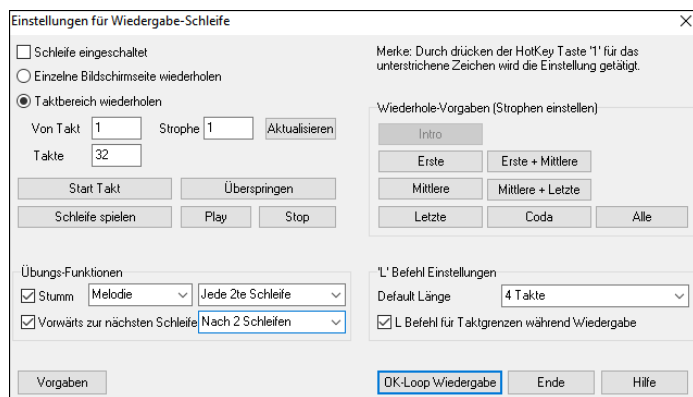 Einstellungen für Wiedergabe-Schleife
Schleife eingeschaltet
Einzelne Bildschirmseite wiederholen
Taktbereich wiederholen
Von Takt 1 Strophe 1 Aktualisieren
Takte 32
Start Takt Überspringen
Schleife spielen Play Stop
Merke: Durch drücken der HotKey Taste '1' für das
unterstrichene Zeichen wird die Einstellung getätigt.
Wiederhole-Vorgaben (Strophen einstellen)
Intro
Erste Erste + Mittlere
Mittlere Mittlere + Letzte
Letzte Coda Alle
Übungs-Funktionen
Stumm Melodie Jede 2te Schleife
Vorwärts zur nächsten Schleife Nach 2 Schleifen
'L' Befehl Einstellungen
Default Länge 4 Takte
L Befehl für Taktgrenzen während Wiedergabe
Vorgaben OK-Loop Wiedergabe Ende Hilfe